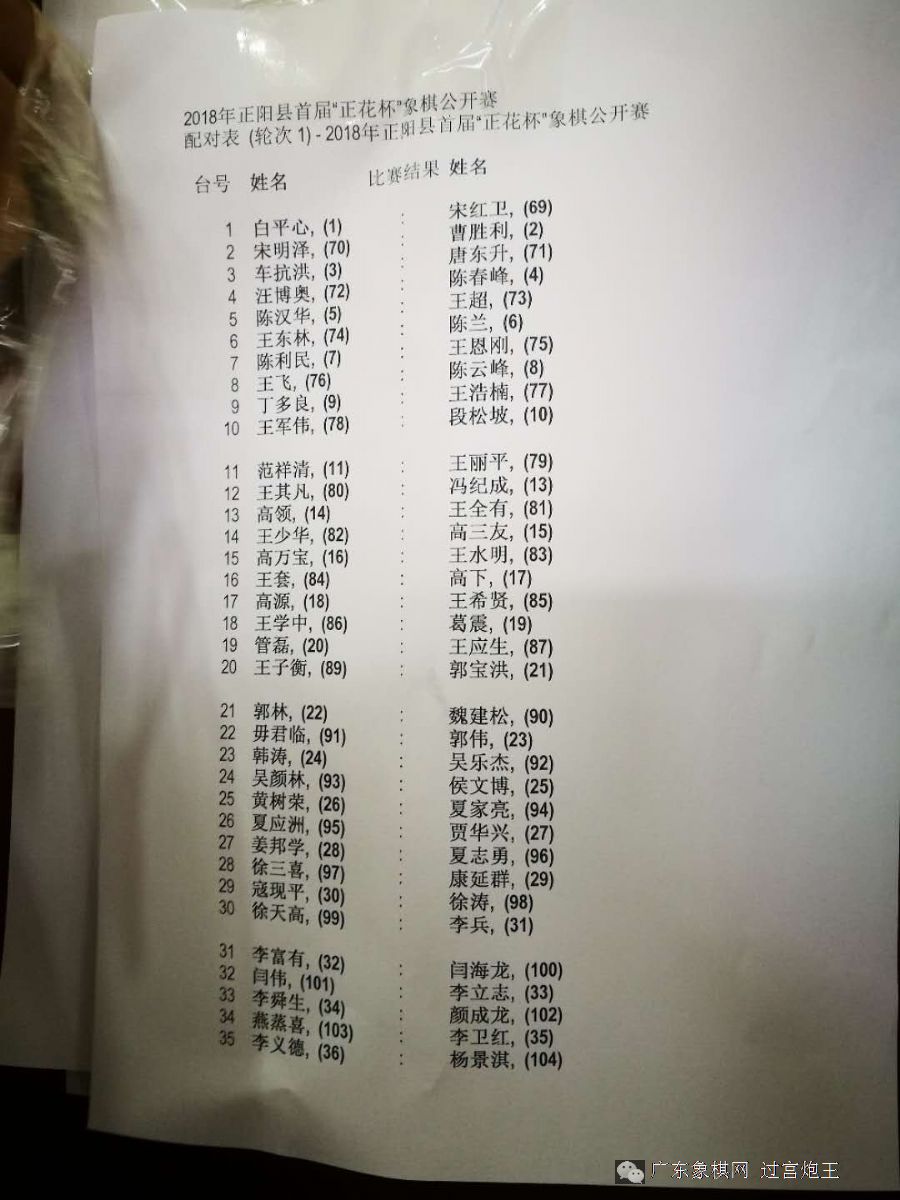 2018年正阳县首届“正花杯”象棋公开赛
配对表 (轮次 1) - 2018年正阳县首届“正花杯”象棋公开赛
台号 姓名 比赛结果 姓名
1 白平心, (1) : 宋红卫, (69)
2 宋明泽, (70) : 曹胜利, (2)
3 车抗洪, (3) : 唐东升, (71)
4 汪博奥, (72) : 陈春峰, (4)
5 陈汉华, (5) : 王超, (73)
6 王东林, (74) : 陈兰, (6)
7 陈利民, (7) : 王恩刚, (75)
8 王飞, (76) : 陈云峰, (8)
9 丁多良, (9) : 王浩楠, (77)
10 王军伟, (78) : 段松坡, (10)
11 范祥清, (11) : 王丽平, (79)
12 王其凡, (80) : 冯纪成, (13)
13 高领, (14) : 王全有, (81)
14 王少华, (82) : 高三友, (15)
15 高万宝, (16) : 王水明, (83)
16 王套, (84) : 高下, (17)
17 高源, (18) : 王希贤, (85)
18 王学中, (86) : 葛震, (19)
19 管磊, (20) : 王应生, (87)
20 王子衡, (89) : 郭宝洪, (21)
21 郭林, (22) : 魏建松, (90)
22 毋君临, (91) : 郭伟, (23)
23 韩涛, (24) : 吴乐杰, (92)
24 吴颜林, (93) : 侯文博, (25)
25 黄树荣, (26) : 夏家亮, (94)
26 夏应洲, (95) : 贾华兴, (27)
27 姜邦学, (28) : 夏志勇, (96)
28 徐三喜, (97) : 康延群, (29)
29 寇现平, (30) : 徐涛, (98)
30 徐天高, (99) : 李兵, (31)
31 李富有, (32) : 闫海龙, (100)
32 闫伟, (101) : 李立志, (33)
33 李舜生, (34) : 颜成龙, (102)
34 燕蒸喜, (103) : 李卫红, (35)
35 李义德, (36) : 杨景淇, (104)
广东象棋网 过宫炮王